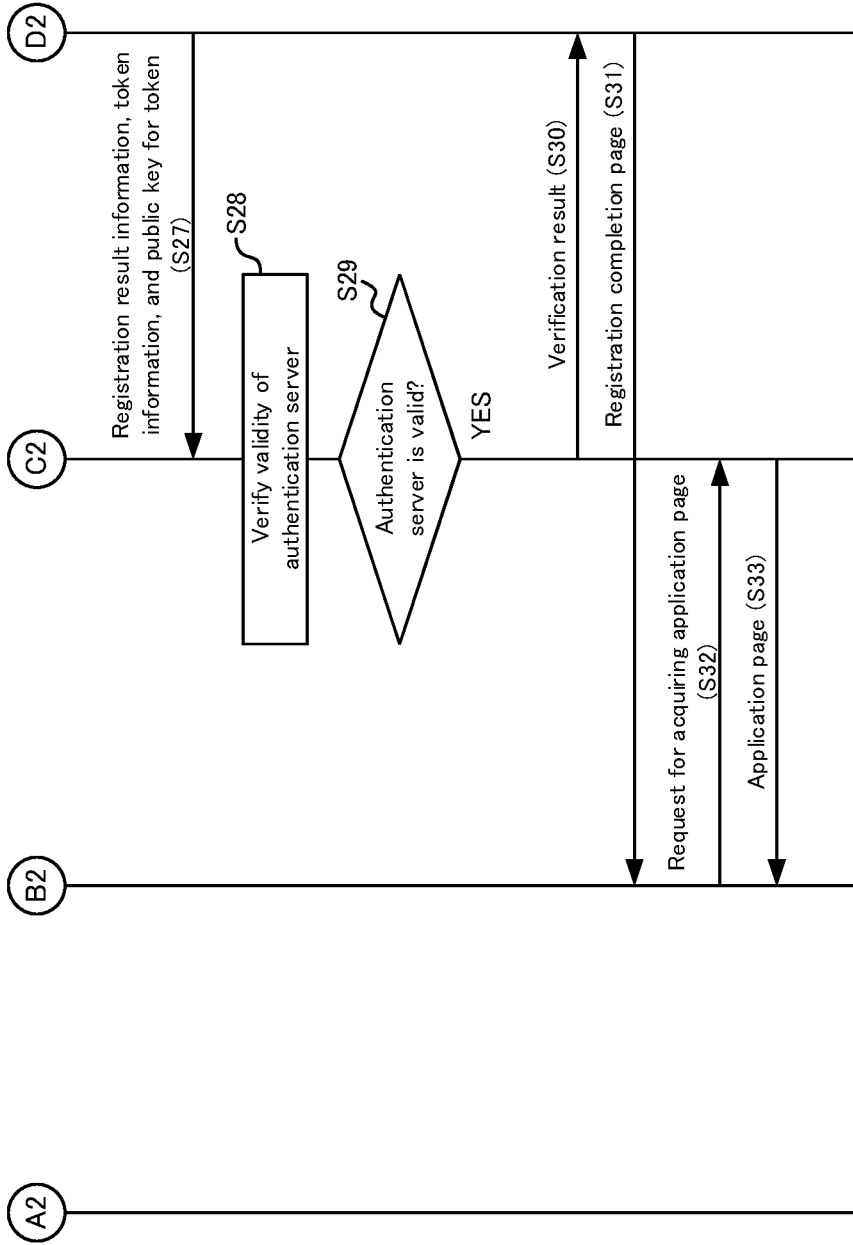 A2
B2
C2
D2
Registration result information, token
information, and public key for token
(S27)
S28
Verify validity of
authentication server
S29
Authentication
server is valid?
YES
Verification result (S30)
Registration completion page (S31)
Request for acquiring application page
(S32)
Application page (S33)